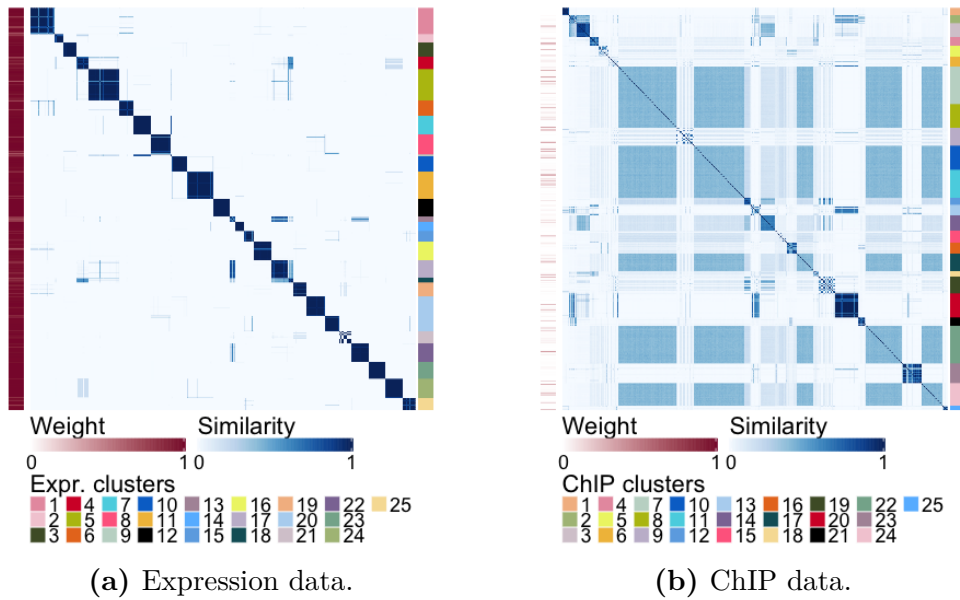 Weight Similarity
0 1 0 1
Expr. clusters
1 4 7 10 13 16 19 22 25
2 5 8 11 14 17 20 23
3 6 9 12 15 18 21 24
(a) Expression data.
Weight Similarity
0 1 0 1
ChIP clusters
1 4 7 10 13 16 19 22 25
2 5 8 11 14 17 20 23
3 6 9 12 15 18 21 24
(b) ChIP data.